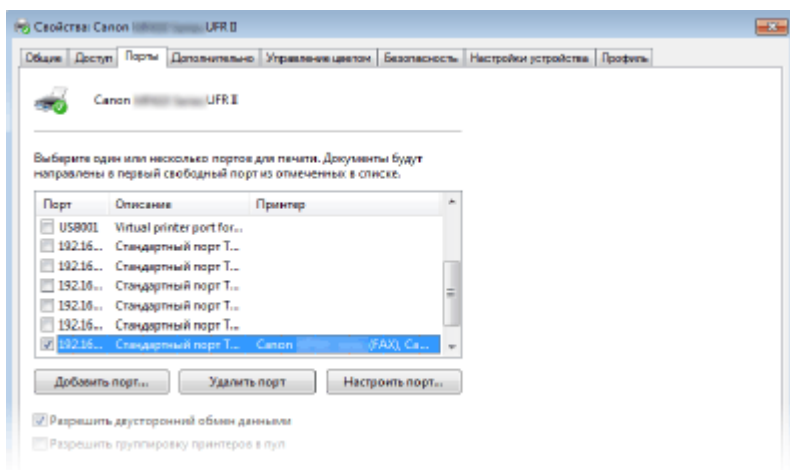 Свойства: Canon UFR II
Общие Доступ Порты Дополнительно Управление цветом Безопасность Настройки устройства Профиль
Canon UFR II
Выберите один или несколько портов для печати. Документы будут
направлены в первый свободный порт из отмеченных в списке.
Порт Описание Принтер
USB001 Virtual printer port for...
192.16... Стандартный порт T...
192.16... Стандартный порт T...
192.16... Стандартный порт T...
192.16... Стандартный порт T...
192.16... Стандартный порт T...
192.16... Стандартный порт T... Canon (FAX), Ca...
Добавить порт... Удалить порт Настроить порт...
Разрешить двусторонний обмен данными
Разрешить группировку принтеров в пул